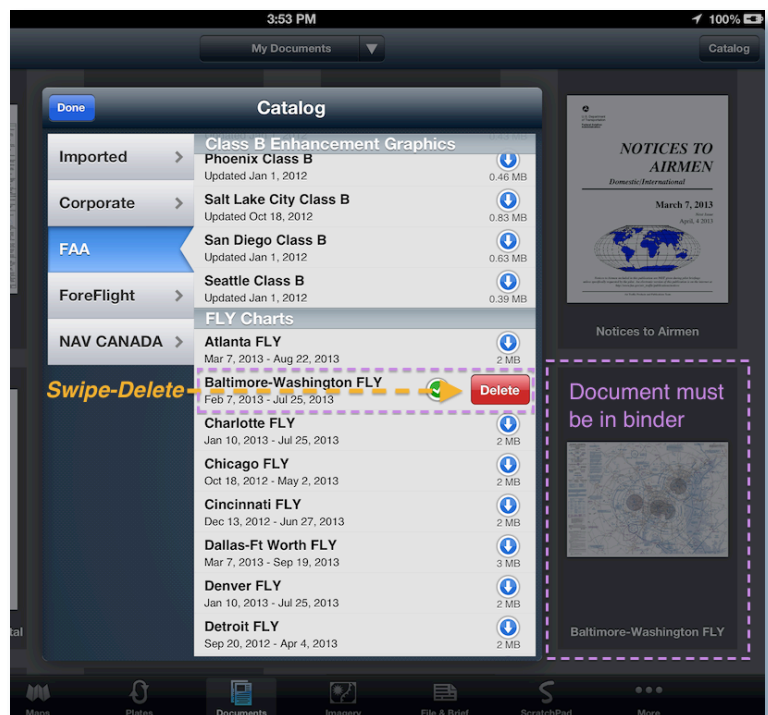 3:53 PM
100%
My Documents
Catalog
Done
Catalog
Imported
Corporate
FAA
ForeFlight
NAV CANADA
Class B Enhancement Graphics
Phoenix Class B
Updated Jan 1, 2012
0.46 MB
Salt Lake City Class B
Updated Oct 18, 2012
0.83 MB
San Diego Class B
Updated Jan 1, 2012
0.63 MB
Seattle Class B
Updated Jan 1, 2012
0.39 MB
FLY Charts
Atlanta FLY
Mar 7, 2013 - Aug 22, 2013
2 MB
Swipe-Delete
Baltimore-Washington FLY
Feb 7, 2013 - Jul 25, 2013
Delete
Charlotte FLY
Jan 10, 2013 - Jul 25, 2013
2 MB
Chicago FLY
Oct 18, 2012 - May 2, 2013
2 MB
Cincinnati FLY
Dec 13, 2012 - Jun 27, 2013
2 MB
Dallas-Ft Worth FLY
Mar 7, 2013 - Sep 19, 2013
3 MB
Denver FLY
Jan 10, 2013 - Jul 25, 2013
2 MB
Detroit FLY
Sep 20, 2012 - Apr 4, 2013
2 MB
NOTICES TO
AIRMEN
Domestic/International
March 7, 2013
Next Issue
April, 4 2013
Notices to Airmen
Document must
be in binder
Baltimore-Washington FLY
tal
Maps
Plates
Documents
Imagery
File & Brief
ScratchPad
More